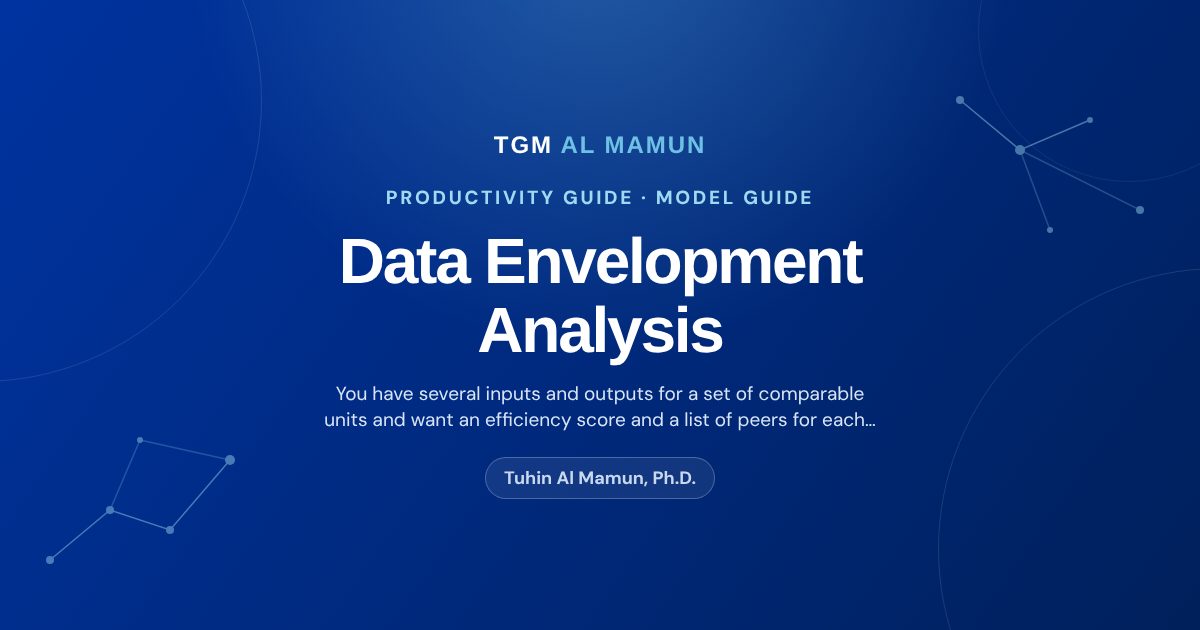 TGM AL MAMUN
PRODUCTIVITY GUIDE · MODEL GUIDE
Data Envelopment
Analysis
You have several inputs and outputs for a set of comparable
units and want an efficiency score and a list of peers for each…
Tuhin Al Mamun, Ph.D.